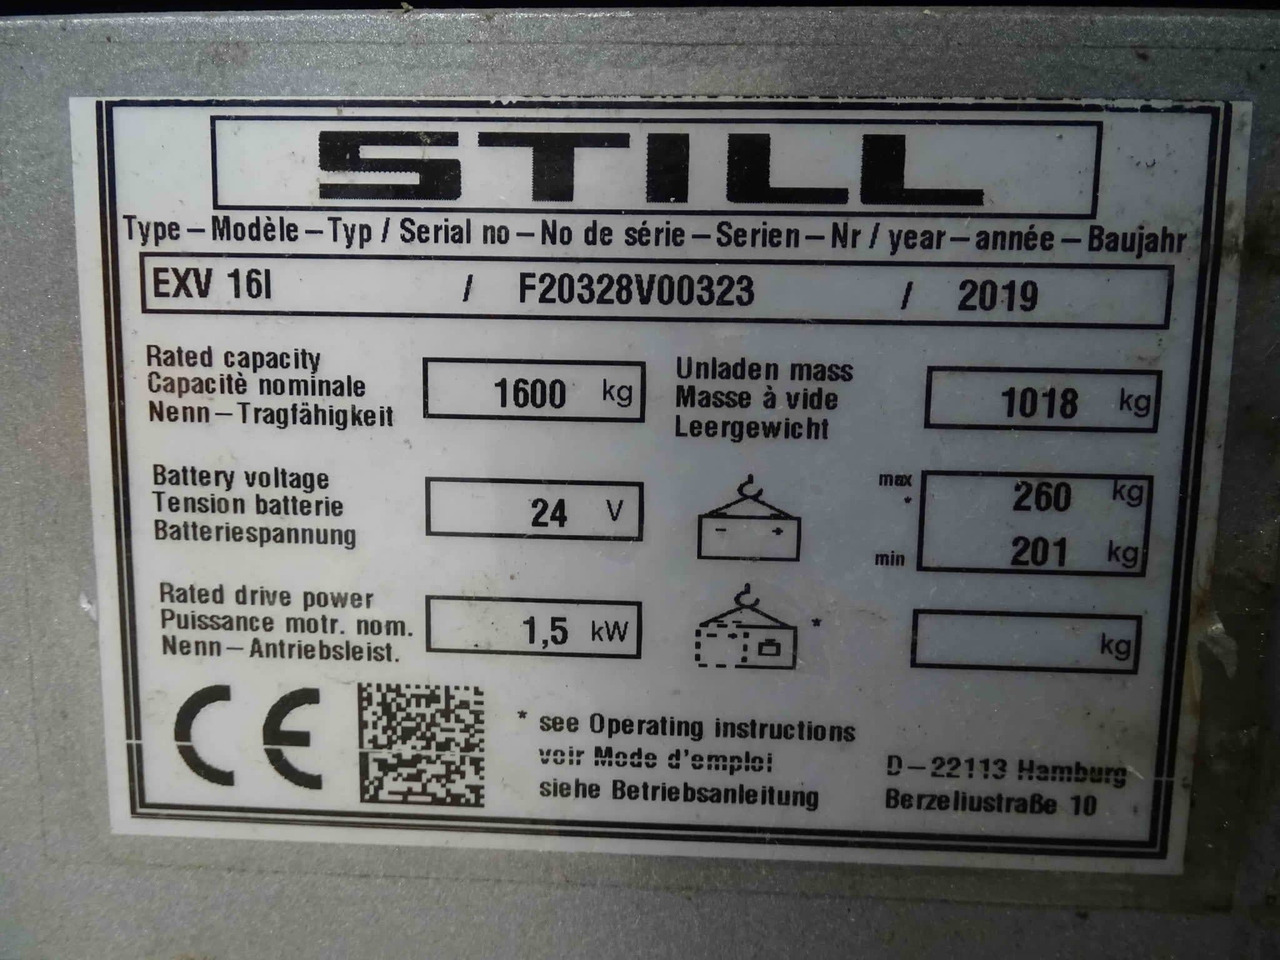 STILL
Type – Modèle – Typ / Serial no – No de série – Serien – Nr / year – année – Baujahr
EXV 16I / F20328V00323 / 2019
Rated capacity
Capacitè nominale
Nenn – Tragfähigkeit
1600 kg
Unladen mass
Masse à vide
Leergewicht
1018 kg
Battery voltage
Tension batterie
Batteriespannung
24 V
- +
max
*
260 kg
min
201 kg
Rated drive power
Puissance motr. nom.
Nenn – Antriebsleist.
1,5 kW
- +
*
kg
CE
* see Operating instructions
voir Mode d'emploi
siehe Betriebsanleitung
D – 22113 Hamburg
Berzeliustraße 10